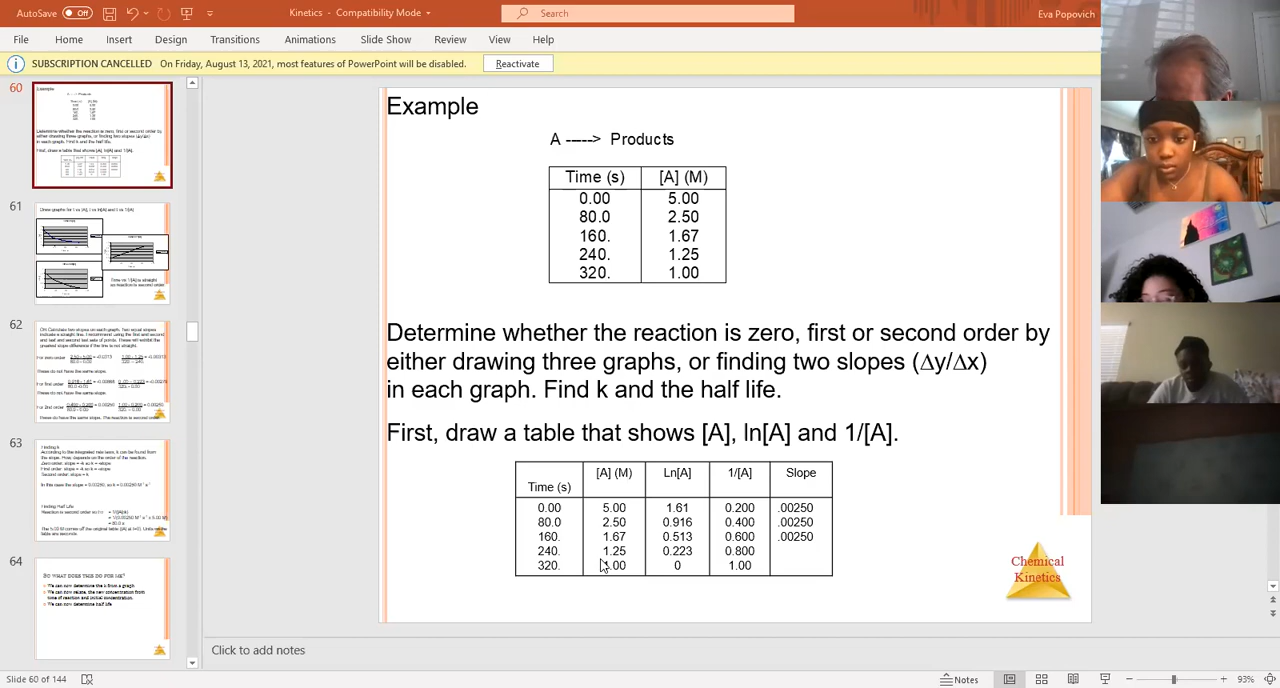 AutoSave Off
Kinetics - Compatibility Mode
Search
Eva Popovich
File Home Insert Design Transitions Animations Slide Show Review View Help
SUBSCRIPTION CANCELLED On Friday, August 13, 2021, most features of PowerPoint will be disabled. Reactivate
60
61
62
63
64
Example
A ----> Products
Time (s) [A] (M)
0.00 5.00
80.0 2.50
160. 1.67
240. 1.25
320. 1.00
Determine whether the reaction is zero, first or second order by
either drawing three graphs, or finding two slopes (Δy/Δx)
in each graph. Find k and the half life.
First, draw a table that shows [A], ln[A] and 1/[A].
Time (s) [A] (M) Ln[A] 1/[A] Slope
0.00 5.00 1.61 0.200 .00250
80.0 2.50 0.916 0.400 .00250
160. 1.67 0.513 0.600 .00250
240. 1.25 0.223 0.800
320. 1.00 0 1.00
Chemical
Kinetics
Click to add notes
Slide 60 of 144
Notes
93%